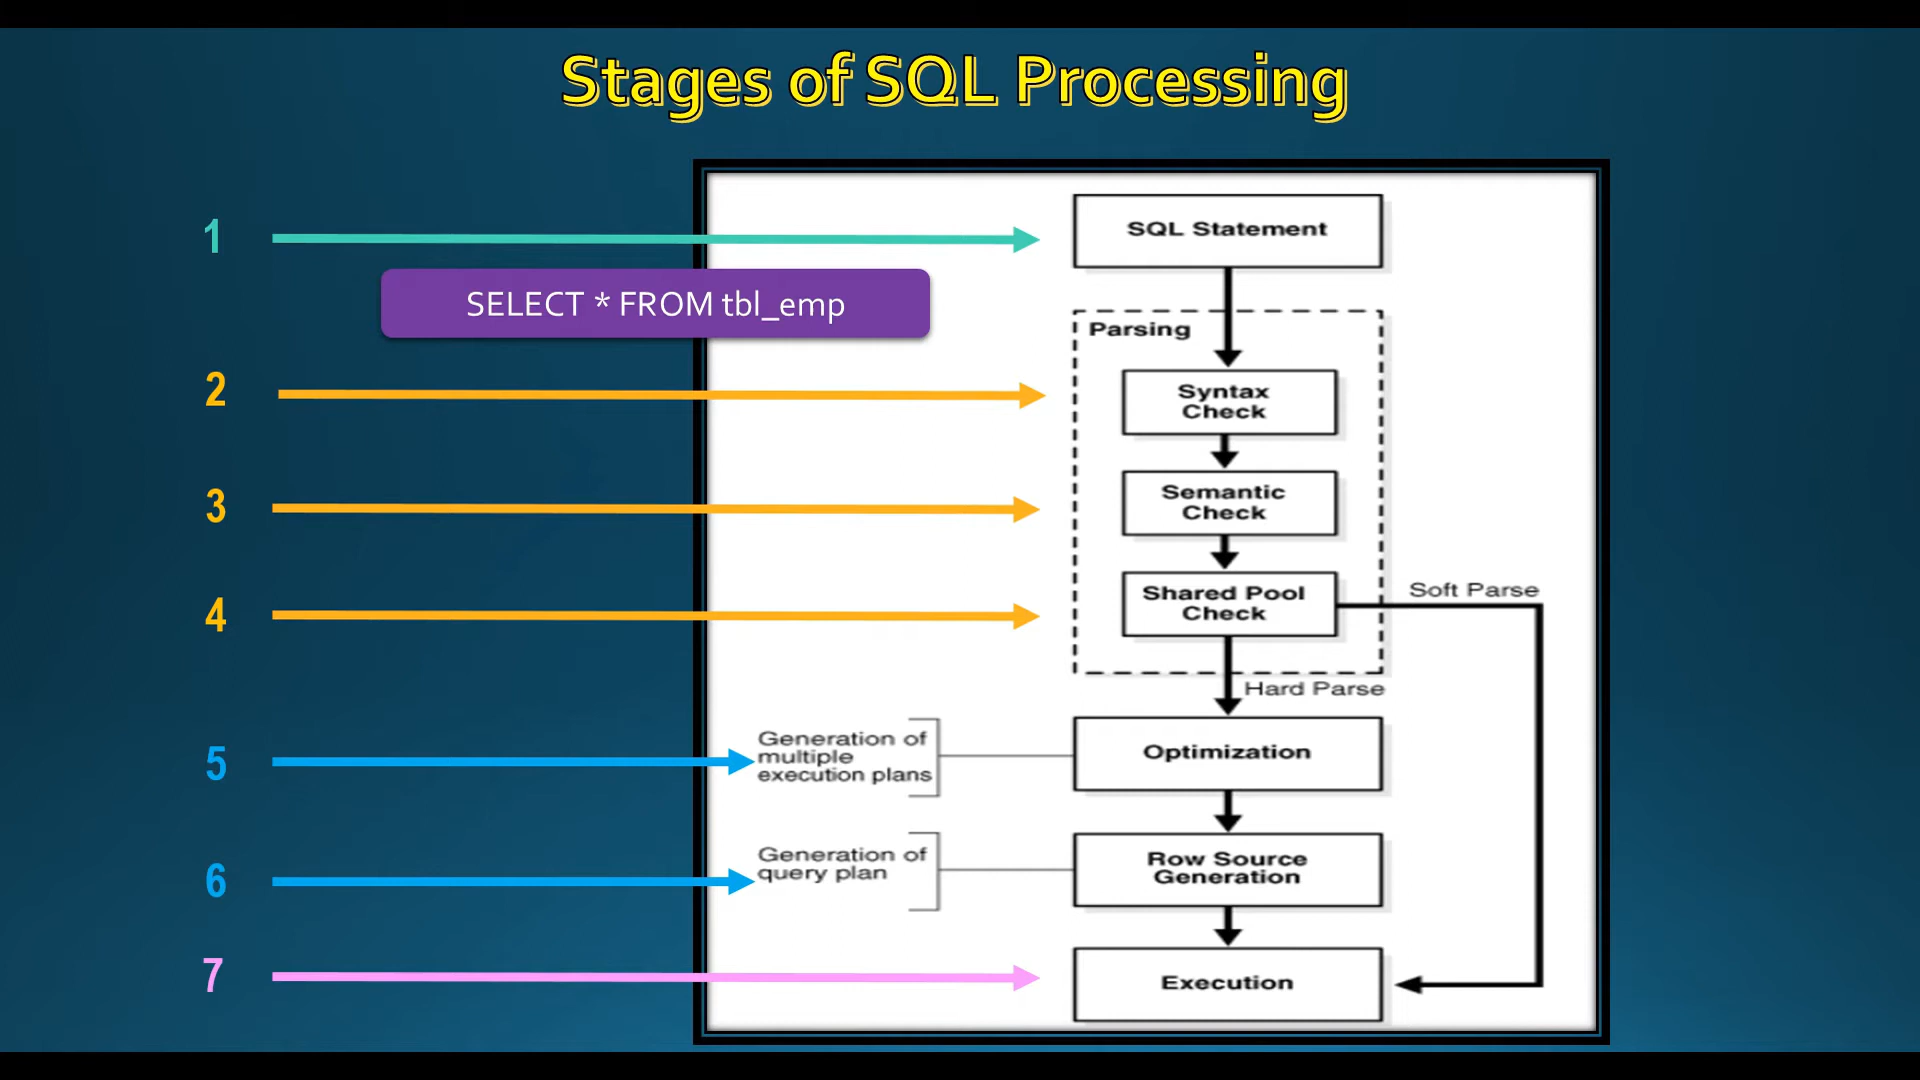 Stages of SQL Processing
1
SQL Statement
SELECT * FROM tbl_emp
Parsing
2
Syntax
Check
3
Semantic
Check
4
Shared Pool
Check
Soft Parse
Hard Parse
5
Generation of
multiple
execution plans
Optimization
6
Generation of
query plan
Row Source
Generation
7
Execution